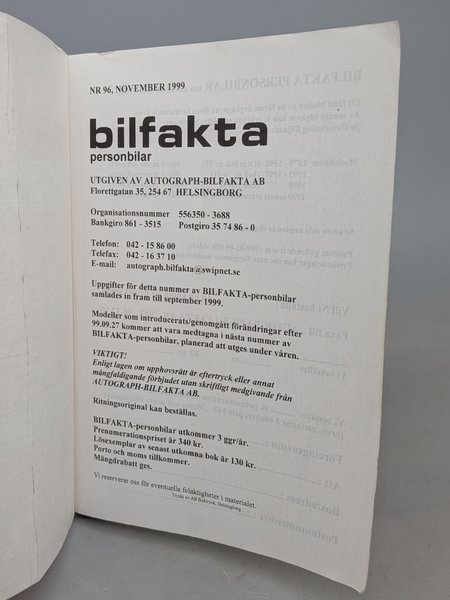 NR 96, NOVEMBER 1999
bilfakta
personbilar
UTGIVEN AV AUTOGRAPH-BILFAKTA AB
Florettgatan 35, 254 67 HELSINGBORG
Organisationsnummer 556350 - 3688
Bankgiro 861 - 3515 Postgiro 35 74 86 - 0
Telefon: 042 - 15 86 00
Telefax: 042 - 16 37 10
E-mail: autograph.bilfakta@swipnet.se
Uppgifter för detta nummer av BILFAKTA-personbilar
samlades in fram till september 1999.
Modeller som introducerats/genomgått förändringar efter
99.09.27 kommer att vara medtagna i nästa nummer av
BILFAKTA-personbilar, planerad att utges under våren.
VIKTIGT!
Enligt lagen om upphovsrätt är eftertryck eller annat
mångfaldigande förbjudet utan skriftligt medgivande från
AUTOGRAPH-BILFAKTA AB.
Ritningsoriginal kan beställas.
BILFAKTA-personbilar utkommer 3 ggr/år.
Prenumerationspriset är 340 kr.
Lösexemplar av senast utkomna bok är 130 kr.
Porto och moms tillkommer.
Mängdrabatt ges.
Vi reserverar oss för eventuella felaktigheter i materialet.
Tryckt av AB Boktryck, Helsingborg